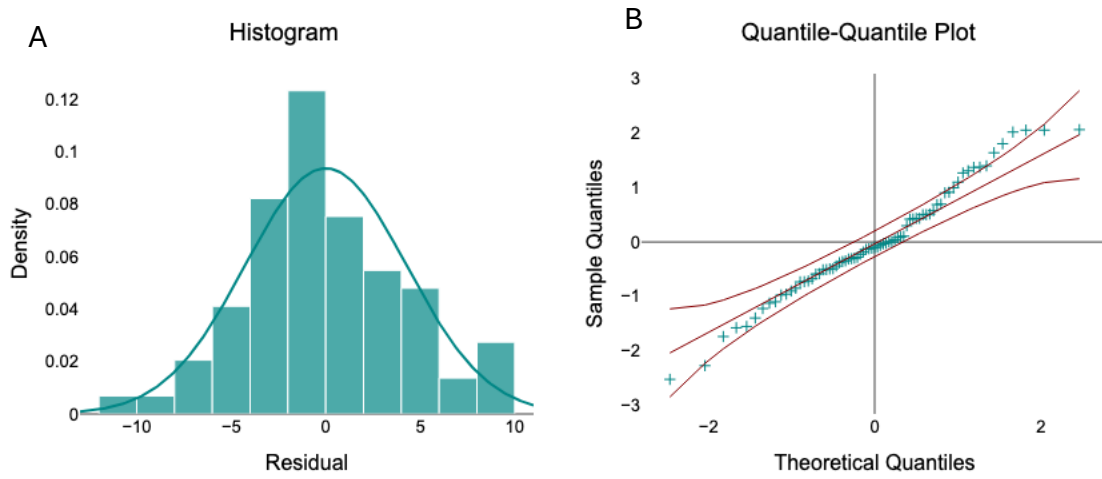 A
Histogram
Density
0.12
0.1
0.08
0.06
0.04
0.02
0
−10
−5
0
5
10
Residual
B
Quantile-Quantile Plot
Sample Quantiles
3
2
1
0
−1
−2
−3
−2
0
2
Theoretical Quantiles